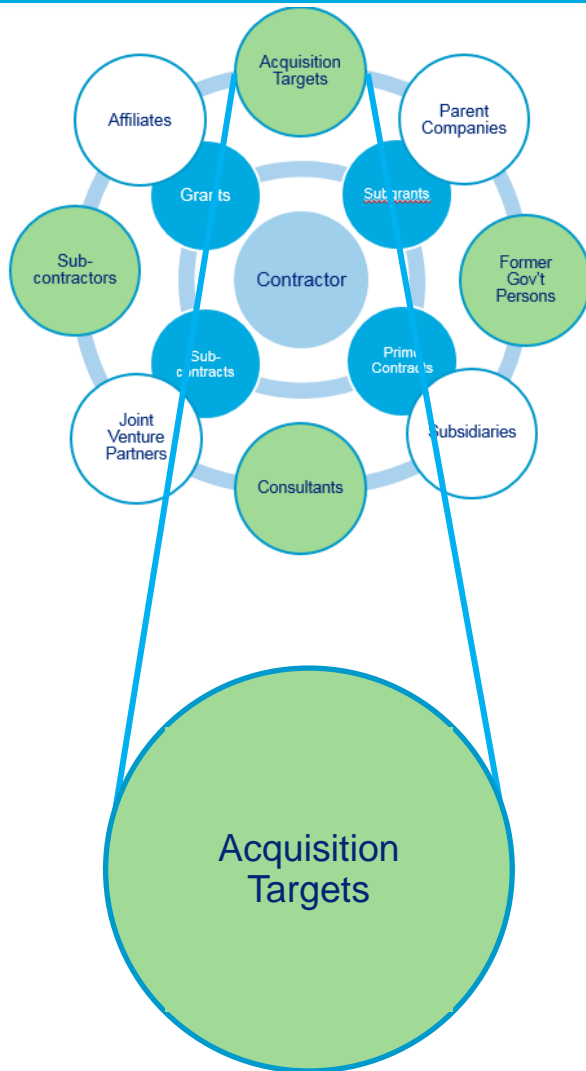 Acquisition
Targets
Affiliates
Parent
Companies
Grants
Subgrants
Sub-
contractors
Contractor
Former
Gov't
Persons
Sub-
contracts
Prime
Contracts
Joint
Venture
Partners
Subsidiaries
Consultants
Acquisition
Targets